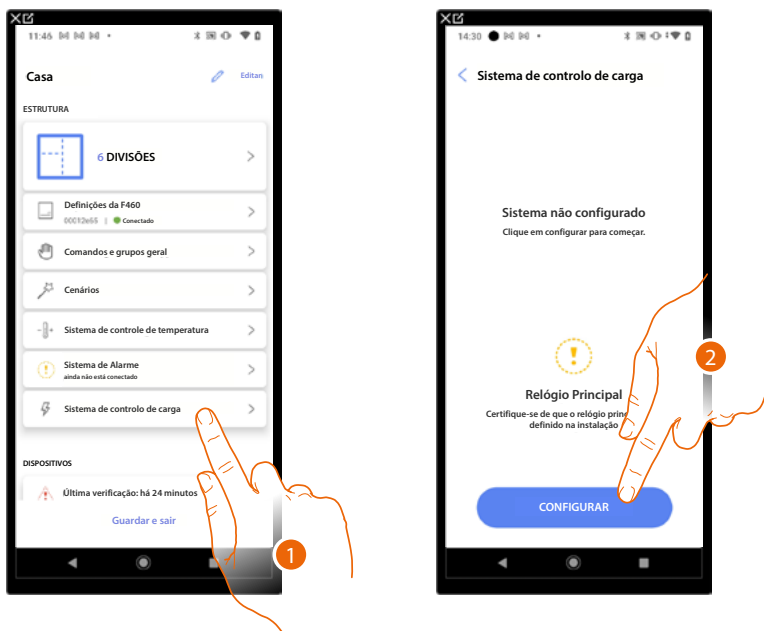 11:46
Casa
Editan
ESTRUTURA
6 DIVISÕES
Definições da F460
00012e65 | Conectado
Comandos e grupos geral
Cenários
Sistema de controle de temperatura
Sistema de Alarme
ainda não está conectado
Sistema de controlo de carga
DISPOSITIVOS
Última verificação: há 24 minutos
Guardar e sair
1
14:30
Sistema de controlo de carga
Sistema não configurado
Clique em configurar para começar.
Relógio Principal
Certifique-se de que o relógio princ
definido na instalação
CONFIGURAR
2